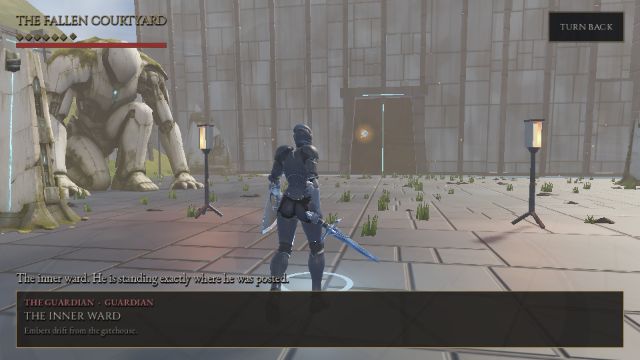 THE FALLEN COURTYARD
TURN BACK
The inner ward. He is standing exactly where he was posted.
THE GUARDIAN · GUARDIAN
THE INNER WARD
Embers drift from the gatehouse.